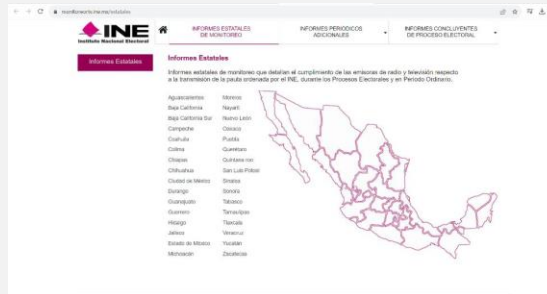 monitoreortv.ine.mx/estatales
INE
Instituto Nacional Electoral
INFORMES ESTATALES
DE MONITOREO
INFORMES PERIÓDICOS
ADICIONALES
INFORMES CONCLUYENTES
DE PROCESO ELECTORAL
Informes Estatales
Informes Estatales
Informes estatales de monitoreo que detallan el cumplimiento de las emisoras de radio y televisión respecto
a la transmisión de la pauta ordenada por el INE, durante los Procesos Electorales y en Periodo Ordinario.
Aguascalientes Morelos
Baja California Nayarit
Baja California Sur Nuevo León
Campeche Oaxaca
Coahuila Puebla
Colima Querétaro
Chiapas Quintana roo
Chihuahua San Luis Potosí
Ciudad de México Sinaloa
Durango Sonora
Guanajuato Tabasco
Guerrero Tamaulipas
Hidalgo Tlaxcala
Jalisco Veracruz
Estado de México Yucatán
Michoacán Zacatecas